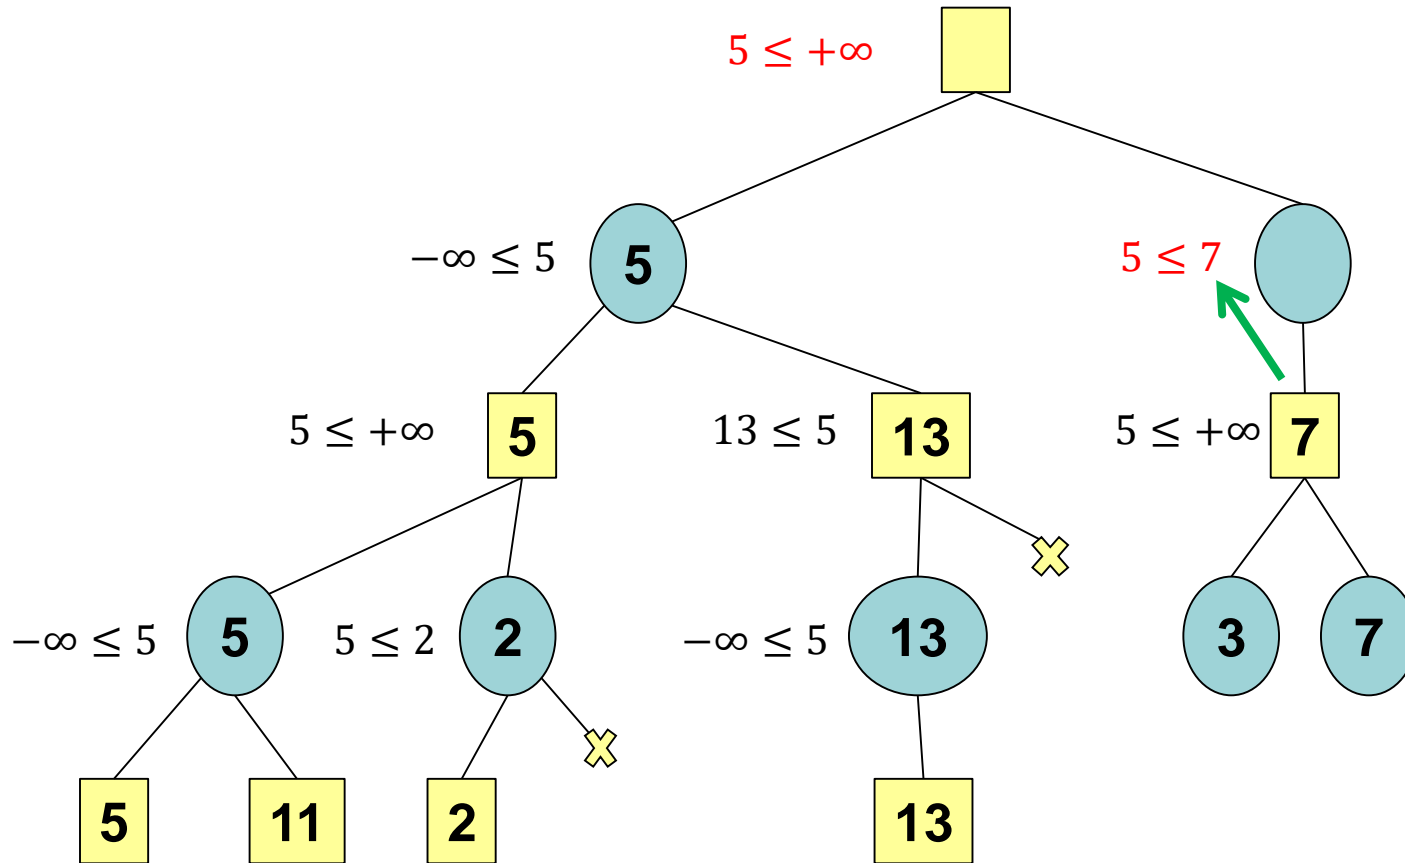 5 ≤ +∞
−∞ ≤ 5 5 5 ≤ 7
5 ≤ +∞ 5 13 ≤ 5 13 5 ≤ +∞ 7
−∞ ≤ 5 5 5 ≤ 2 2 −∞ ≤ 5 13 3 7
5 11 2 13